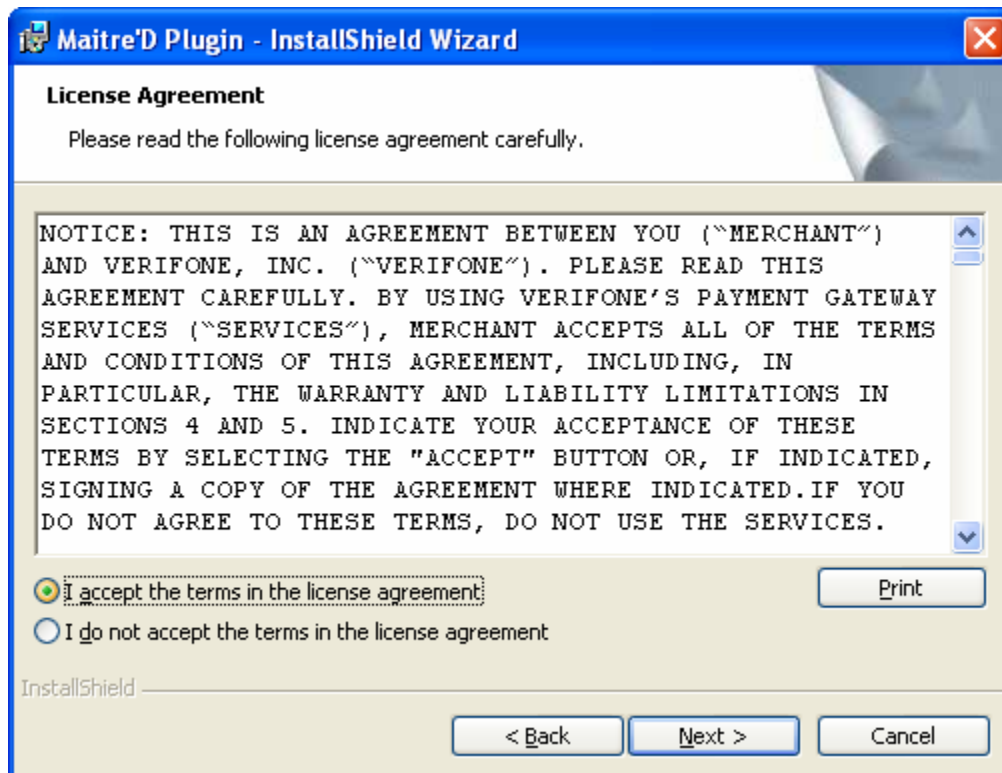 Maitre'D Plugin - InstallShield Wizard
License Agreement
Please read the following license agreement carefully.
NOTICE: THIS IS AN AGREEMENT BETWEEN YOU (“MERCHANT”)
AND VERIFONE, INC. (“VERIFONE”). PLEASE READ THIS
AGREEMENT CAREFULLY. BY USING VERIFONE’S PAYMENT GATEWAY
SERVICES (“SERVICES”), MERCHANT ACCEPTS ALL OF THE TERMS
AND CONDITIONS OF THIS AGREEMENT, INCLUDING, IN
PARTICULAR, THE WARRANTY AND LIABILITY LIMITATIONS IN
SECTIONS 4 AND 5. INDICATE YOUR ACCEPTANCE OF THESE
TERMS BY SELECTING THE "ACCEPT" BUTTON OR, IF INDICATED,
SIGNING A COPY OF THE AGREEMENT WHERE INDICATED.IF YOU
DO NOT AGREE TO THESE TERMS, DO NOT USE THE SERVICES.
I accept the terms in the license agreement
Print
I do not accept the terms in the license agreement
InstallShield
< Back
Next >
Cancel